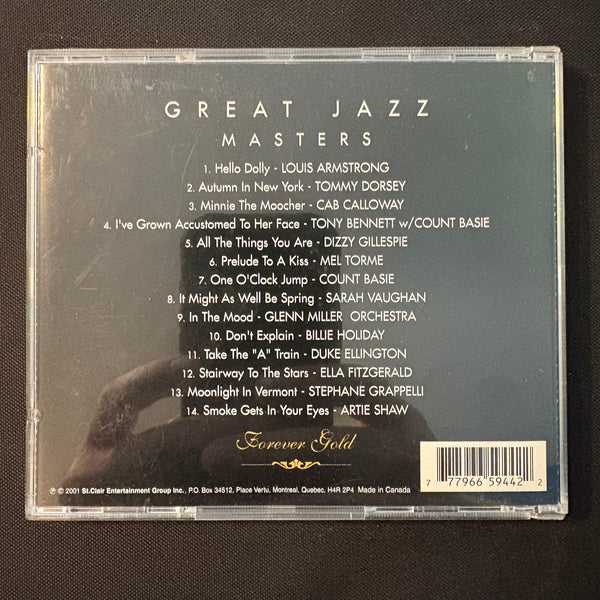 GREAT JAZZ
MASTERS
1. Hello Dolly - LOUIS ARMSTRONG
2. Autumn In New York - TOMMY DORSEY
3. Minnie The Moocher - CAB CALLOWAY
4. I've Grown Accustomed To Her Face - TONY BENNETT w/COUNT BASIE
5. All The Things You Are - DIZZY GILLESPIE
6. Prelude To A Kiss - MEL TORME
7. One O'Clock Jump - COUNT BASIE
8. It Might As Well Be Spring - SARAH VAUGHAN
9. In The Mood - GLENN MILLER ORCHESTRA
10. Don't Explain - BILLIE HOLIDAY
11. Take The "A" Train - DUKE ELLINGTON
12. Stairway To The Stars - ELLA FITZGERALD
13. Moonlight In Vermont - STEPHANE GRAPPELLI
14. Smoke Gets In Your Eyes - ARTIE SHAW
Forever Gold
℗ © 2001 St.Clair Entertainment Group Inc., P.O. Box 34512, Place Vertu, Montreal, Quebec, H4R 2P4 Made in Canada
7 77966 59442 2